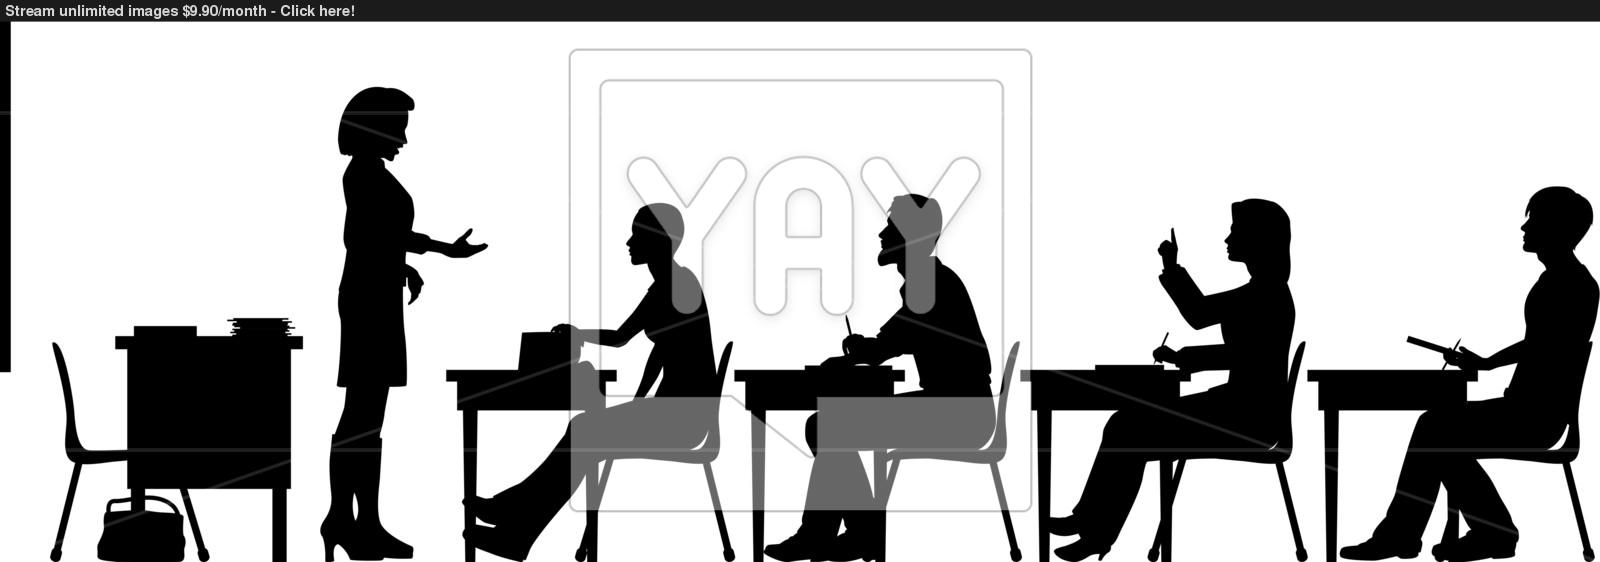 Stream unlimited images $9.90/month - Click here!
YAY